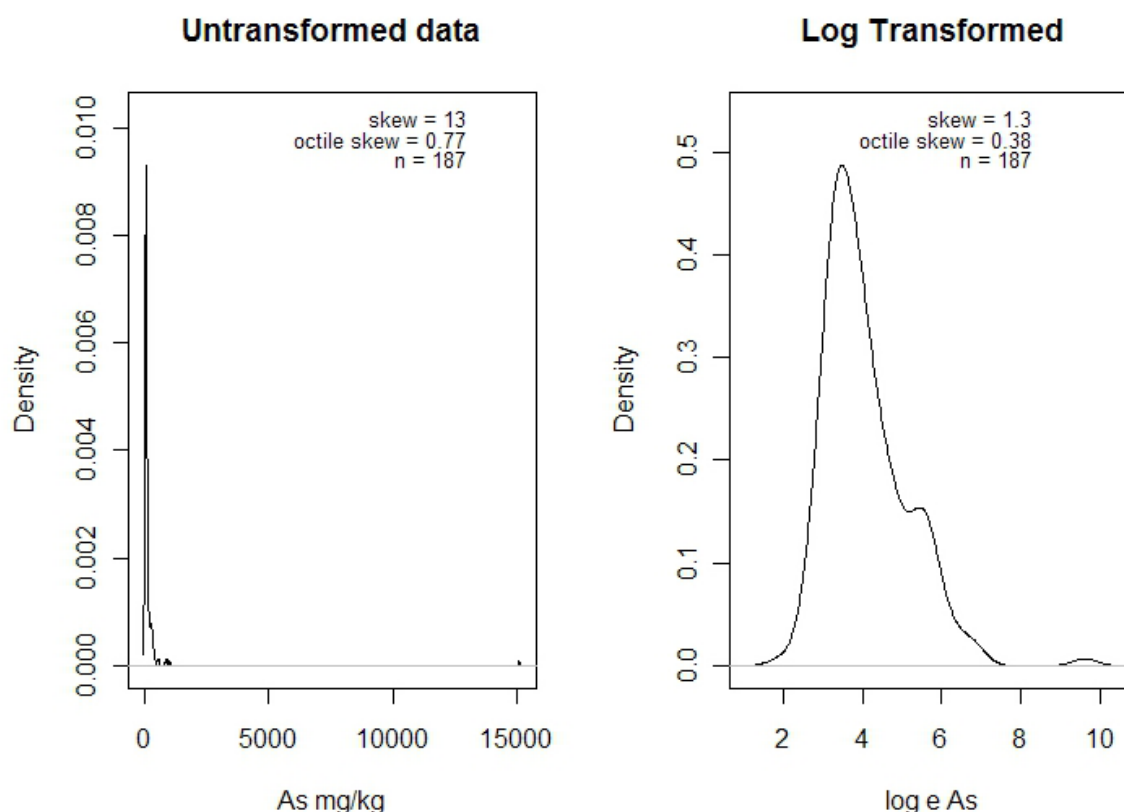 Untransformed data
skew = 13
octile skew = 0.77
n = 187
0.010
0.008
0.006
0.004
0.002
0.000
Density
0 5000 10000 15000
As mg/kg
Log Transformed
skew = 1.3
octile skew = 0.38
n = 187
0.5
0.4
0.3
0.2
0.1
0.0
Density
2 4 6 8 10
log e As